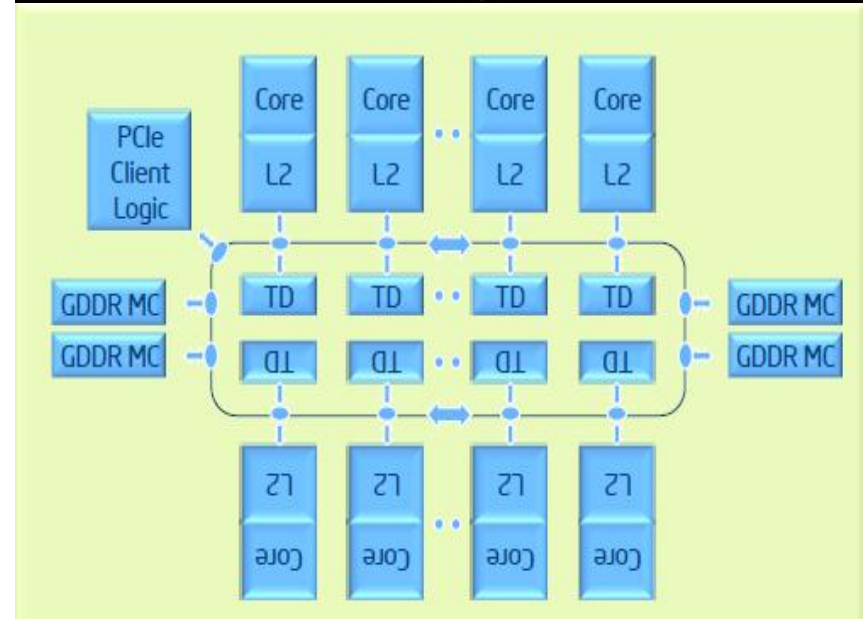 Core Core Core Core
PCIe
Client
Logic
L2 L2 L2 L2
GDDR MC TD TD TD TD GDDR MC
GDDR MC TD TD TD TD GDDR MC
L2 L2 L2 L2
Core Core Core Core